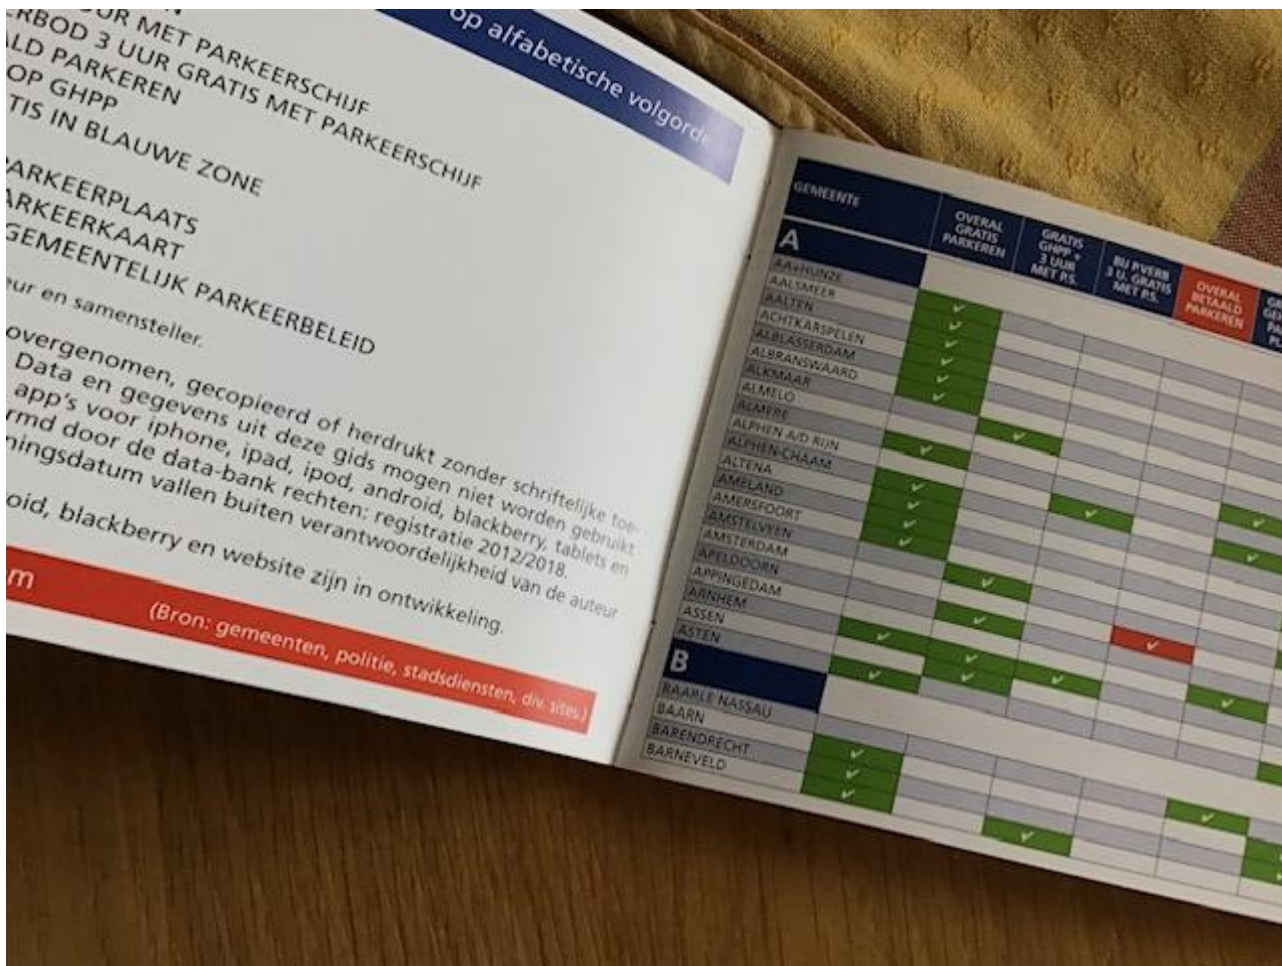 UUR MET PARKEERSCHIJF
RBOD 3 UUR GRATIS MET PARKEERSCHIJF
ALD PARKEREN
OP GHPP
TIS IN BLAUWE ZONE
PARKEERPLAATS
ARKEERKAART
GEMEENTELIJK PARKEERBELEID
eur en samensteller.
overgenomen, gecopieerd of herdrukt zonder schriftelijke toe-
Data en gegevens uit deze gids mogen niet worden gebruikt
app's voor iphone, ipad, ipod, android, blackberry, tablets en
rmd door de data-bank rechten: registratie 2012/2018.
ningsdatum vallen buiten verantwoordelijkheid van de auteur
oid, blackberry en website zijn in ontwikkeling.
m
(Bron: gemeenten, politie, stadsdiensten, div. sites.)
op alfabetische volgorde
GEMEENTE
OVERAL
GRATIS
PARKEREN
GRATIS
GHPP +
3 UUR
MET P.S.
BIJ P.VERB
3 U. GRATIS
MET P.S.
OVERAL
BETAALD
PARKEREN
A
AA+HUNZE
AALSMEER
AALTEN
ACHTKARSPELEN
ALBLASSERDAM
ALBRANSWAARD
ALKMAAR
ALMELO
ALMERE
ALPHEN A/D RIJN
ALPHEN-CHAAM
ALTENA
AMELAND
AMERSFOORT
AMSTELVEEN
AMSTERDAM
APELDOORN
APPINGEDAM
ARNHEM
ASSEN
ASTEN
B
BAARLE NASSAU
BAARN
BARENDRECHT
BARNEVELD